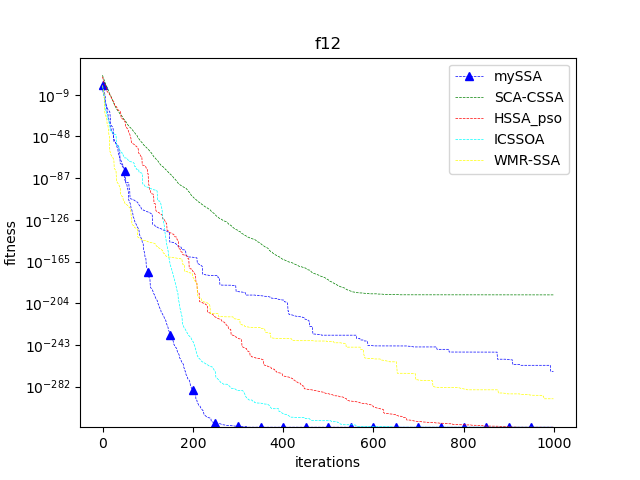 f12
fitness
10^−9
10^−48
10^−87
10^−126
10^−165
10^−204
10^−243
10^−282
mySSA
SCA-CSSA
HSSA_pso
ICSSOA
WMR-SSA
0 200 400 600 800 1000
iterations